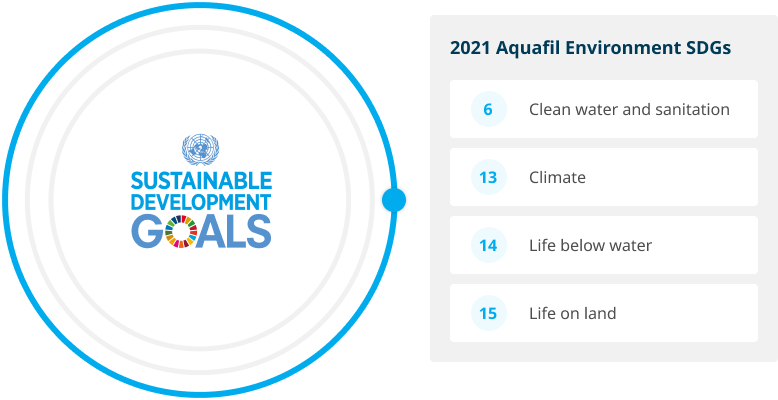 SUSTAINABLE
DEVELOPMENT
GOALS
2021 Aquafil Environment SDGs
6 Clean water and sanitation
13 Climate
14 Life below water
15 Life on land